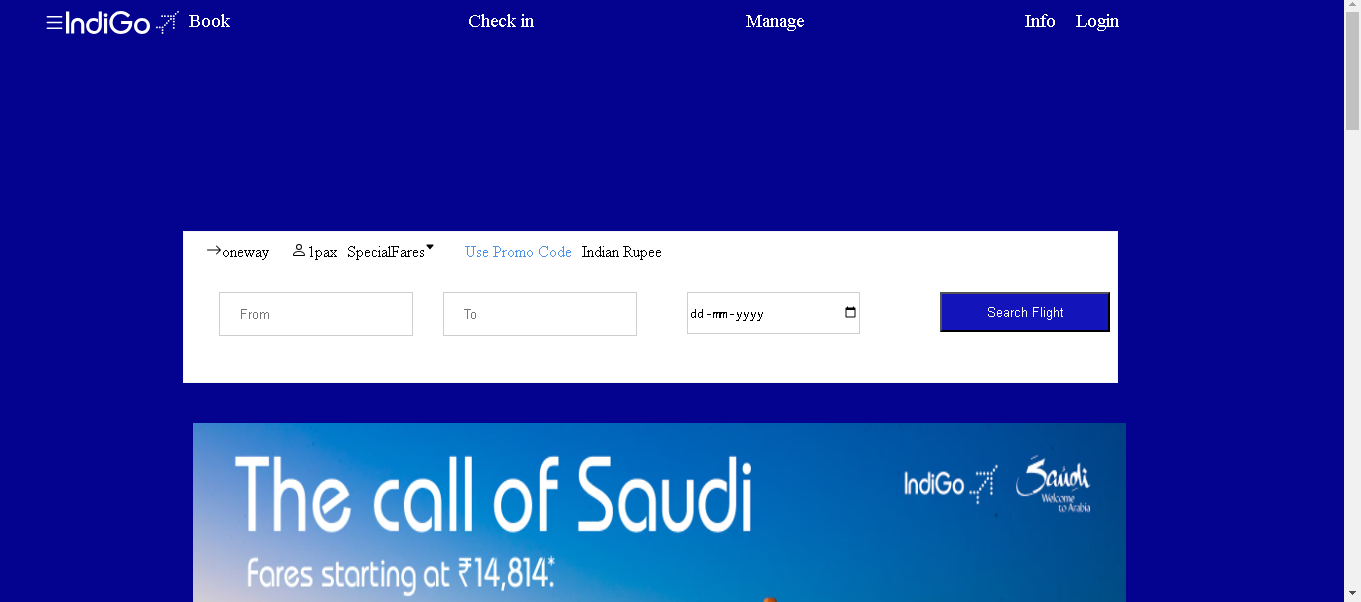 IndiGo Book Check in Manage Info Login
oneway 1pax SpecialFares Use Promo Code Indian Rupee
From To dd-mm-yyyy Search Flight
The call of Saudi
IndiGo
Saudi
Welcome
to Arabia
Fares starting at ₹14,814*.